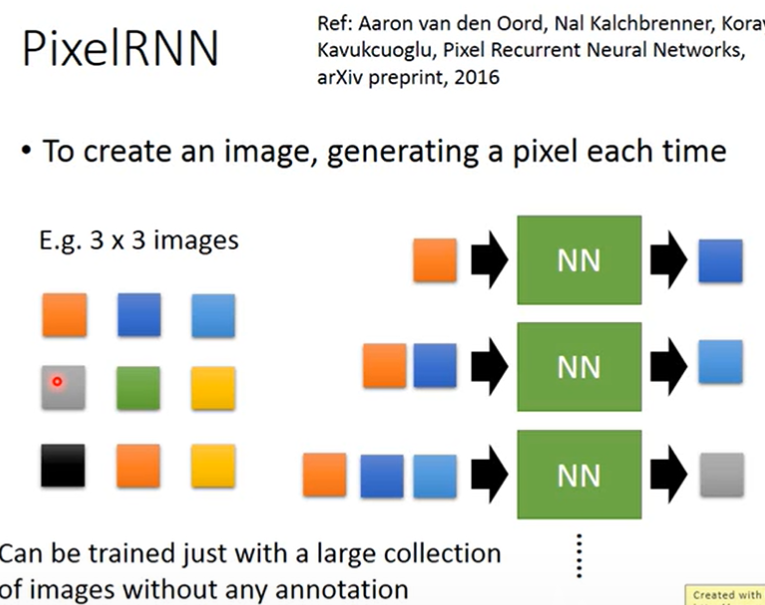 PixelRNN
Ref: Aaron van den Oord, Nal Kalchbrenner, Korav
Kavukcuoglu, Pixel Recurrent Neural Networks,
arXiv preprint, 2016
• To create an image, generating a pixel each time
E.g. 3 x 3 images
NN
NN
NN
Can be trained just with a large collection
of images without any annotation
Created with